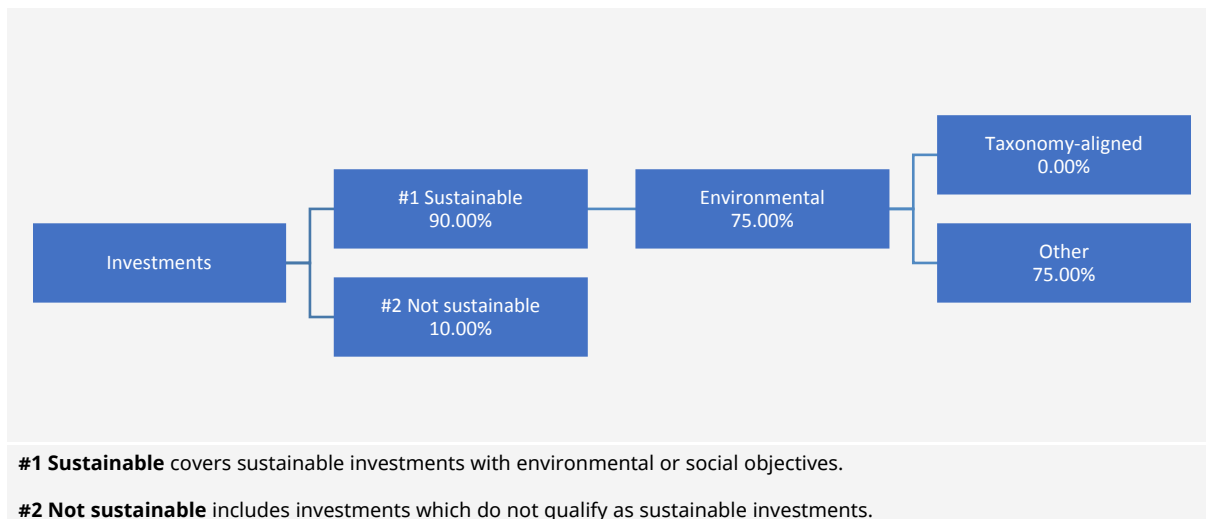 Investments
#1 Sustainable
90.00%
#2 Not sustainable
10.00%
Environmental
75.00%
Taxonomy-aligned
0.00%
Other
75.00%
#1 Sustainable covers sustainable investments with environmental or social objectives.
#2 Not sustainable includes investments which do not qualify as sustainable investments.